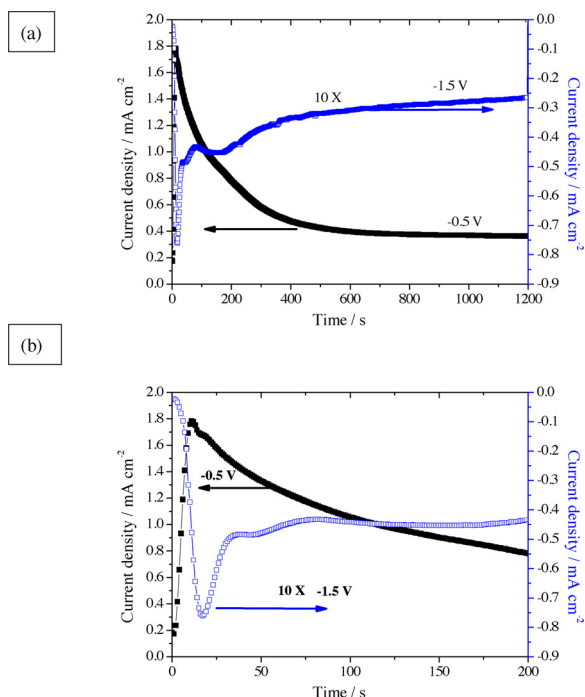 (a)
2.0
1.8
1.6
1.4
1.2
1.0
0.8
0.6
0.4
0.2
0.0
Current density / mA cm⁻²
0.0
-0.1
-0.2
-0.3
-0.4
-0.5
-0.6
-0.7
-0.8
-0.9
Current density / mA cm⁻²
10 X
-1.5 V
-0.5 V
0 200 400 600 800 1000 1200
Time / s
(b)
2.0
1.8
1.6
1.4
1.2
1.0
0.8
0.6
0.4
0.2
0.0
Current density / mA cm⁻²
0.0
-0.1
-0.2
-0.3
-0.4
-0.5
-0.6
-0.7
-0.8
-0.9
Current density / mA cm⁻²
-0.5 V
10 X -1.5 V
0 50 100 150 200
Time / s